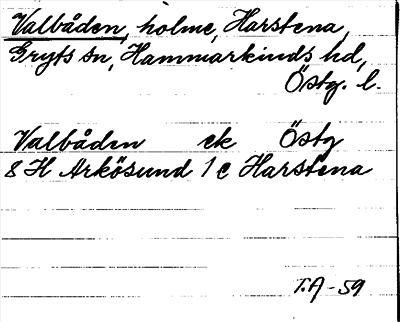 Valbåden, holme, Harstena,
Gryts sn, Hammarkinds hd,
Östg. l.
Valbåden ek Östg
8 H Arkösund 1 c Harstena
T.A-59